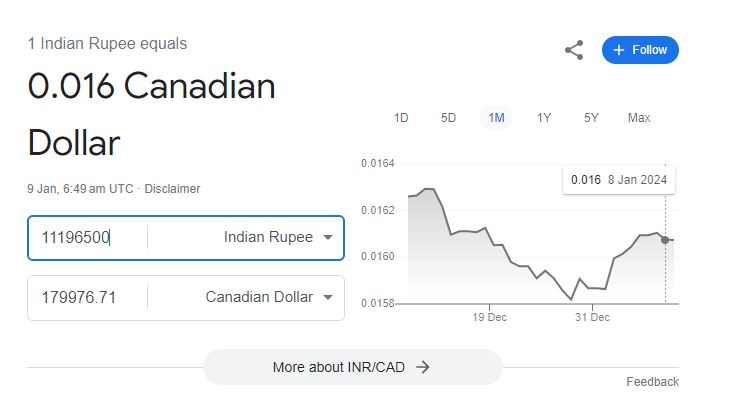 1 Indian Rupee equals
0.016 Canadian
Dollar
9 Jan, 6:49 am UTC · Disclaimer
11196500 Indian Rupee
179976.71 Canadian Dollar
Follow
1D 5D 1M 1Y 5Y Max
0.0164
0.016 8 Jan 2024
0.0162
0.0160
0.0158
19 Dec 31 Dec
More about INR/CAD
Feedback